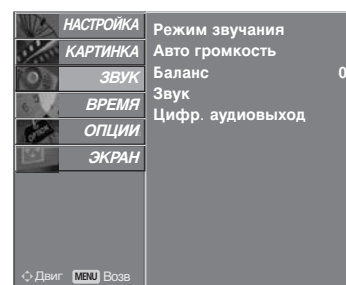 НАСТРОЙКА
КАРТИНКА
ЗВУК
ВРЕМЯ
ОПЦИИ
ЭКРАН
Режим звучания
Авто громкость
Баланс 0
Звук
Цифр. аудиовыход
Двиг MENU Возв